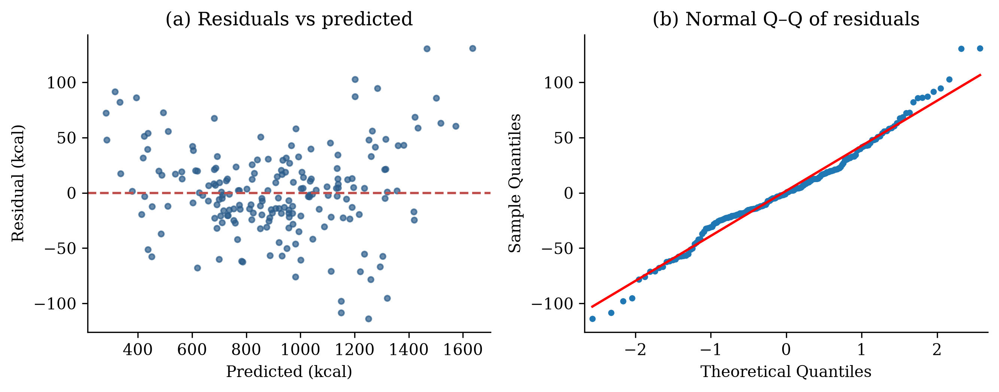 (a) Residuals vs predicted
Residual (kcal)
100
50
0
−50
−100
400 600 800 1000 1200 1400 1600
Predicted (kcal)
(b) Normal Q–Q of residuals
Sample Quantiles
100
50
0
−50
−100
−2 −1 0 1 2
Theoretical Quantiles